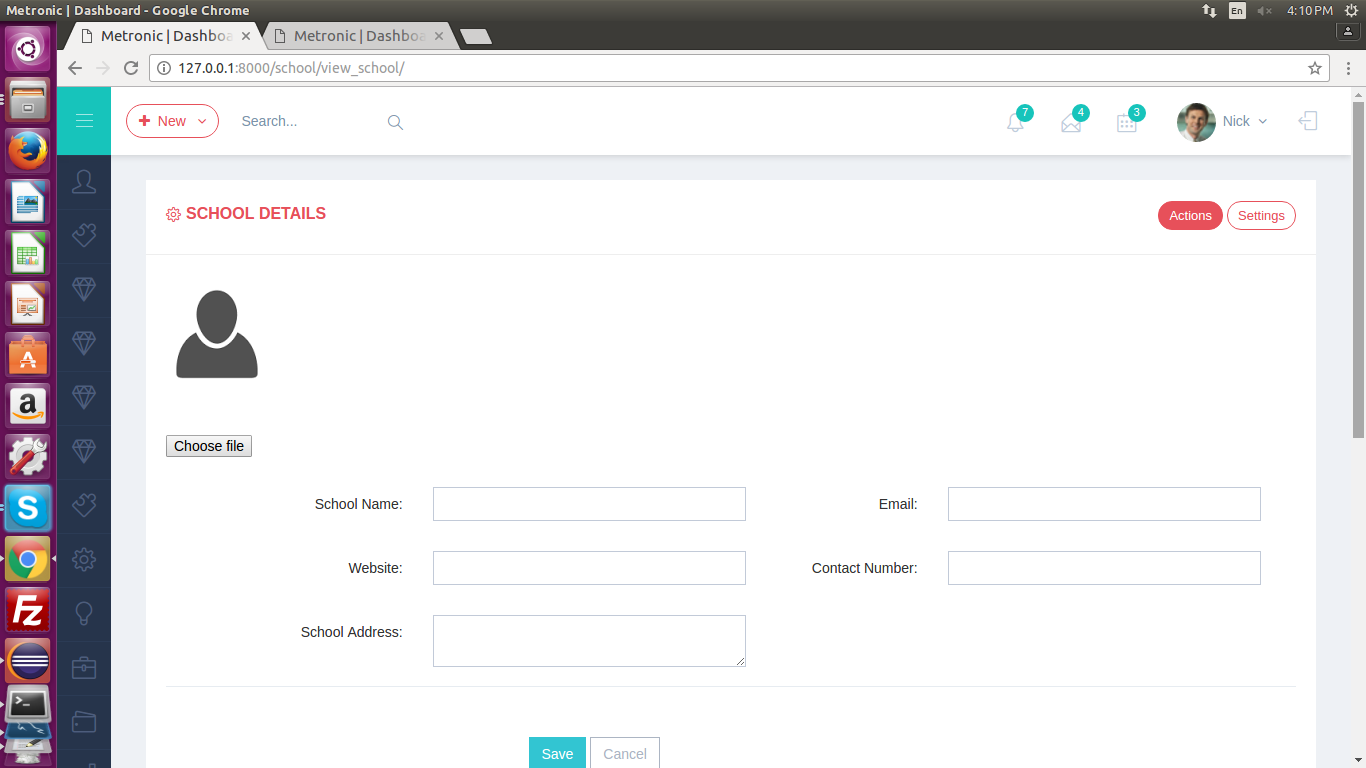 Metronic | Dashboard - Google Chrome
En
4:10 PM
Metronic | Dashboa
Metronic | Dashboa
127.0.0.1:8000/school/view_school/
New
Search...
7
4
3
Nick
SCHOOL DETAILS
Actions
Settings
Choose file
School Name:
Email:
Website:
Contact Number:
School Address:
Save
Cancel